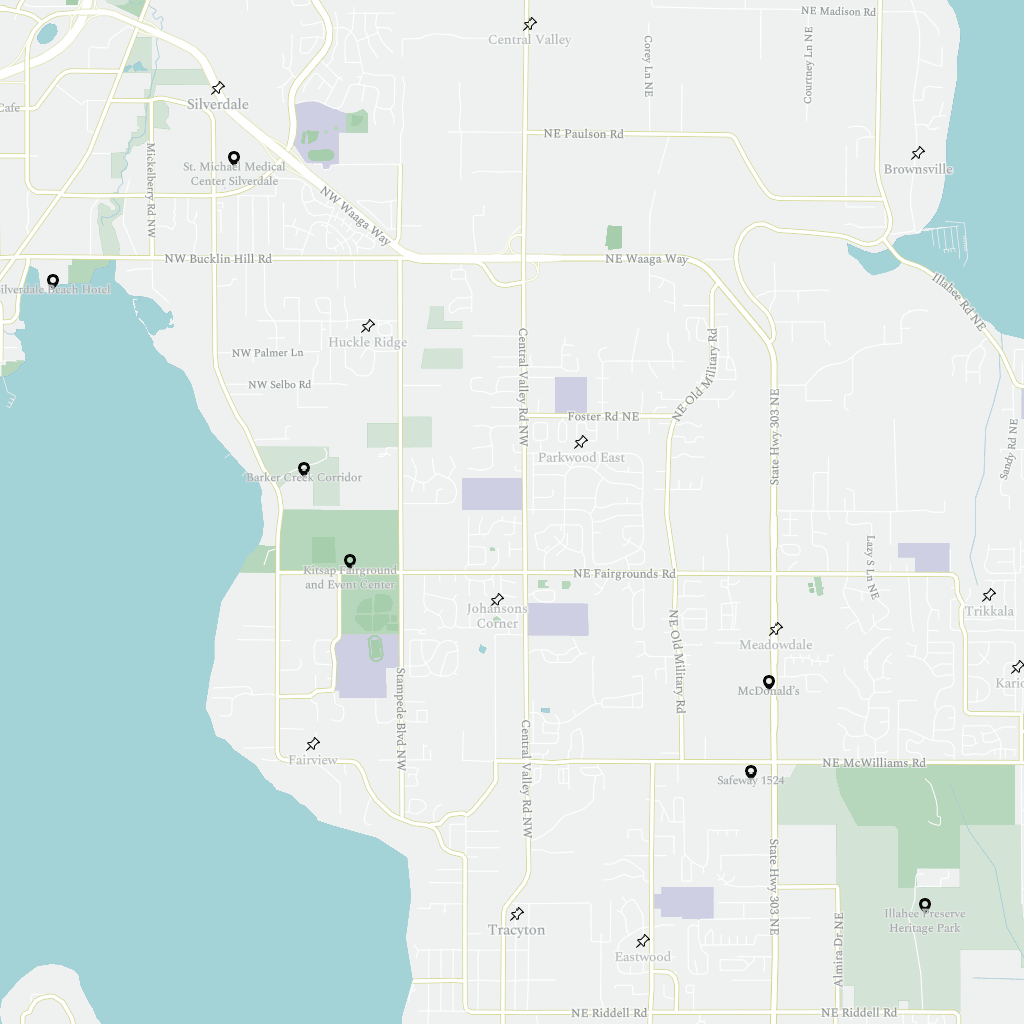 NE Madison Rd
Central Valley
Corey Ln NE
Courtney Ln NE
Silverdale
Cafe
NE Paulson Rd
Mickelberry Rd NW
St. Michael Medical
Center Silverdale
Brownsville
NW Waaga Way
NW Bucklin Hill Rd
NE Waaga Way
Silverdale Beach Hotel
Illahee Rd NE
Huckle Ridge
NW Palmer Ln
NW Selbo Rd
Central Valley Rd NW
NE Old Military Rd
State Hwy 303 NE
Foster Rd NE
Sandy Rd NE
Parkwood East
Barker Creek Corridor
Kitsap Fairground
and Event Center
NE Fairgrounds Rd
Lazy S Ln NE
Johansons
Corner
Trikkala
Meadowdale
NE Old Military Rd
Stampede Blvd NW
McDonald's
Kario
Fairview
Central Valley Rd NW
NE McWilliams Rd
Safeway 1524
State Hwy 303 NE
Illahee Preserve
Heritage Park
Tracyton
Almira Dr NE
Eastwood
NE Riddell Rd
NE Riddell Rd